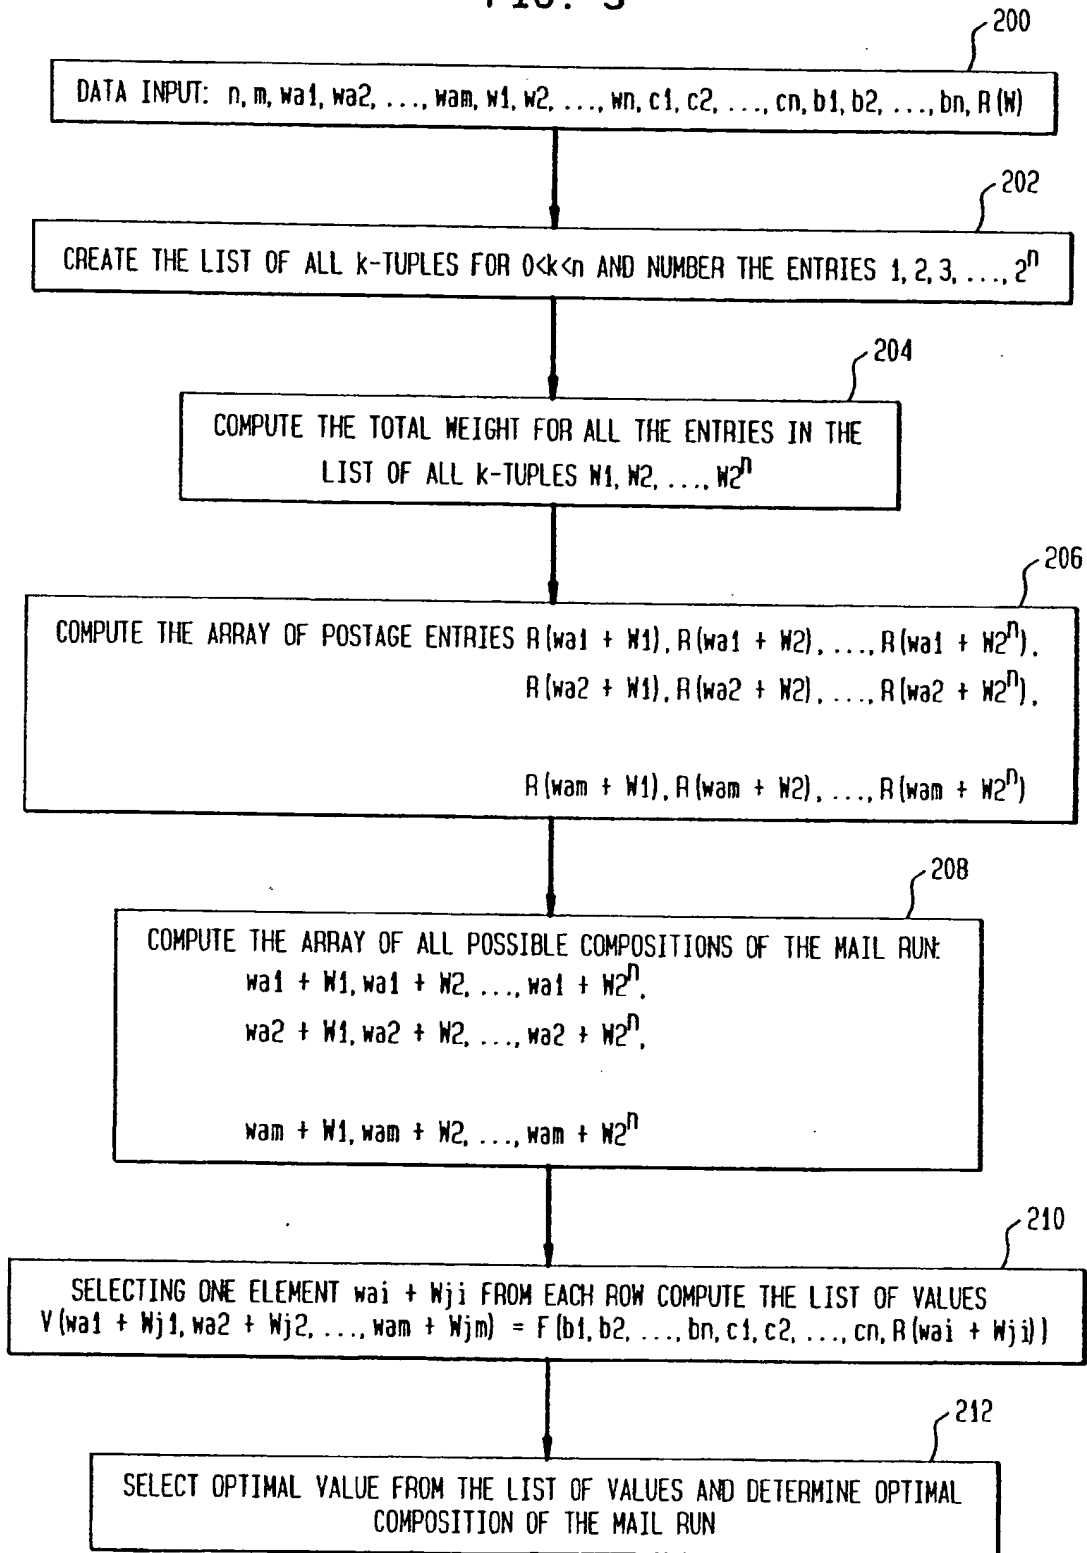 FIG. 3
200
DATA INPUT: n, m, wa1, wa2, ..., wam, w1, w2, ..., wn, c1, c2, ..., cn, b1, b2, ..., bn, R(W)
202
CREATE THE LIST OF ALL k-TUPLES FOR 0<k<n AND NUMBER THE ENTRIES 1, 2, 3, ..., 2^n
204
COMPUTE THE TOTAL WEIGHT FOR ALL THE ENTRIES IN THE
LIST OF ALL k-TUPLES W1, W2, ..., W2^n
206
COMPUTE THE ARRAY OF POSTAGE ENTRIES R(wa1 + W1), R(wa1 + W2), ..., R(wa1 + W2^n),
R(wa2 + W1), R(wa2 + W2), ..., R(wa2 + W2^n),
R(wam + W1), R(wam + W2), ..., R(wam + W2^n)
208
COMPUTE THE ARRAY OF ALL POSSIBLE COMPOSITIONS OF THE MAIL RUN:
wa1 + W1, wa1 + W2, ..., wa1 + W2^n,
wa2 + W1, wa2 + W2, ..., wa2 + W2^n,
wam + W1, wam + W2, ..., wam + W2^n
210
SELECTING ONE ELEMENT wai + Wji FROM EACH ROW COMPUTE THE LIST OF VALUES
V(wa1 + Wj1, wa2 + Wj2, ..., wam + Wjm) = F(b1, b2, ..., bn, c1, c2, ..., cn, R(wai + Wji))
212
SELECT OPTIMAL VALUE FROM THE LIST OF VALUES AND DETERMINE OPTIMAL
COMPOSITION OF THE MAIL RUN